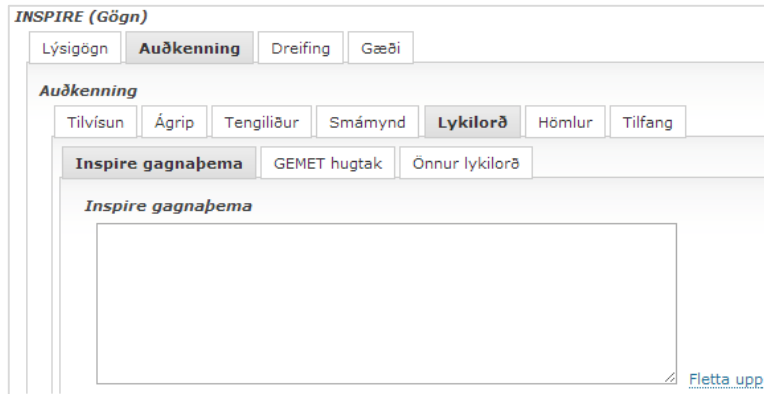 INSPIRE (Gögn)
Lýsigögn Auðkenning Dreifing Gæði
Auðkenning
Tilvísun Ágrip Tengiliður Smámynd Lykilorð Hömlur Tilfang
Inspire gagnaþema GEMET hugtak Önnur lykilorð
Inspire gagnaþema
Fletta upp